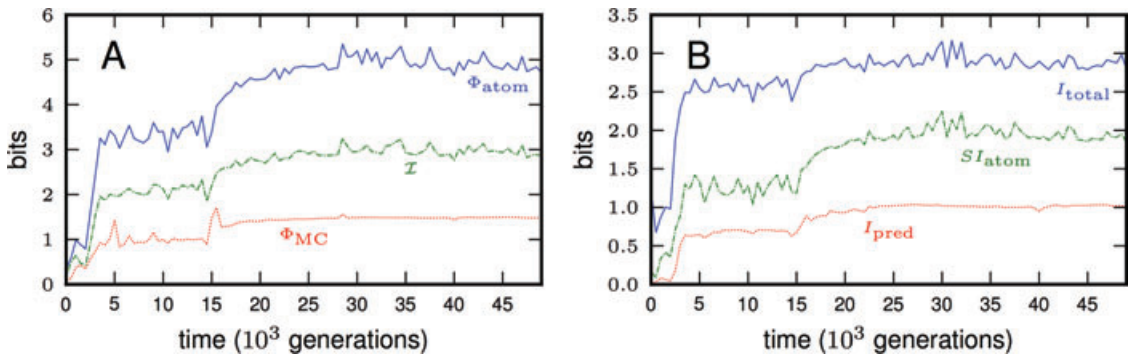 A
6
5
4
3
2
1
0
bits
Φatom
ℐ
ΦMC
0 5 10 15 20 25 30 35 40 45
time (10³ generations)
B
3.5
3.0
2.5
2.0
1.5
1.0
0.5
0.0
bits
Itotal
SIatom
Ipred
0 5 10 15 20 25 30 35 40 45
time (10³ generations)